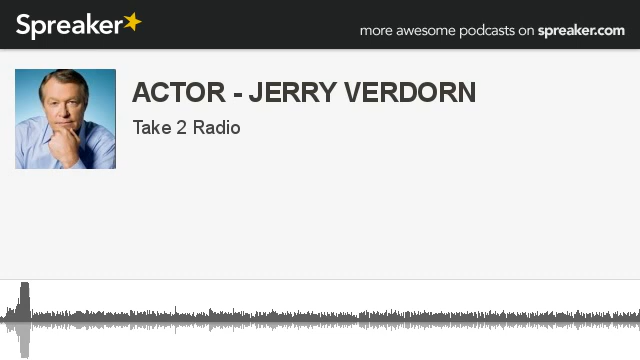 Spreaker
more awesome podcasts on spreaker.com
ACTOR - JERRY VERDORN
Take 2 Radio